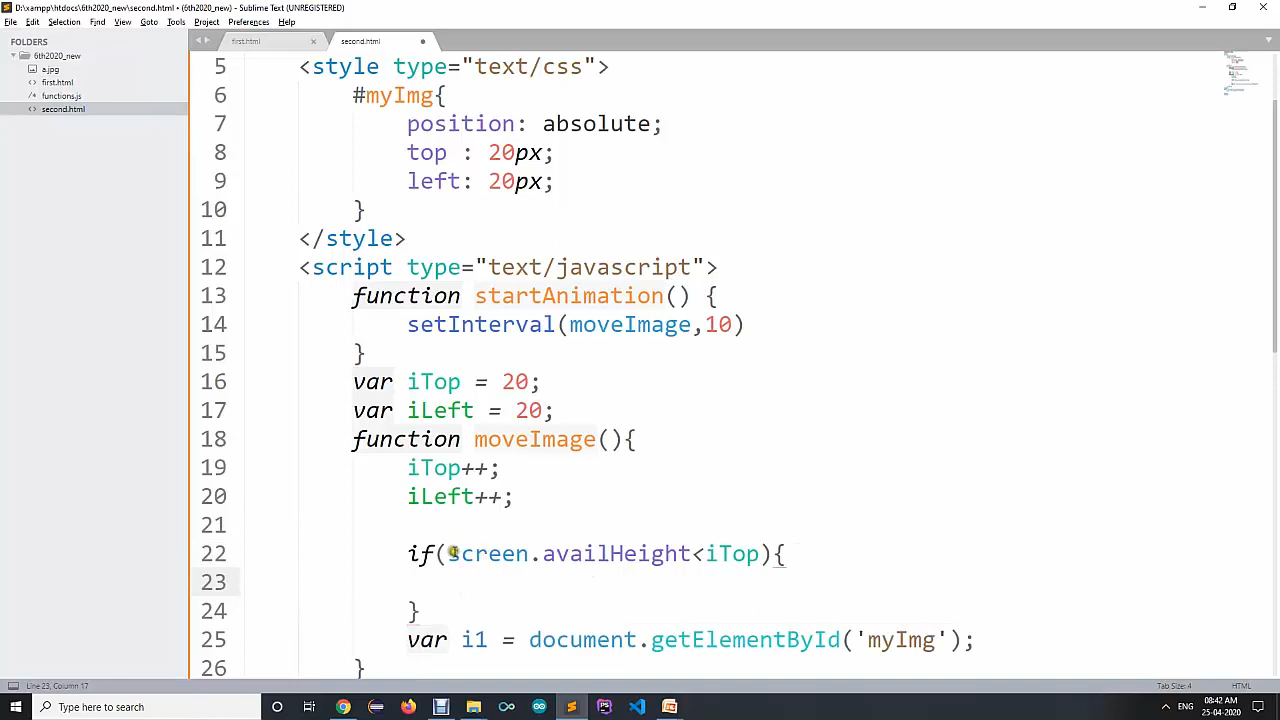 D:\xampp\htdocs\6th2020_new\second.html • (6th2020_new) - Sublime Text (UNREGISTERED)
File Edit Selection Find View Goto Tools Project Preferences Help
FOLDERS
6th2020_new
a.jpg
first.html
functions.js
second.html
first.html
second.html
5 <style type="text/css">
6 #myImg{
7 position: absolute;
8 top : 20px;
9 left: 20px;
10 }
11 </style>
12 <script type="text/javascript">
13 function startAnimation() {
14 setInterval(moveImage,10)
15 }
16 var iTop = 20;
17 var iLeft = 20;
18 function moveImage(){
19 iTop++;
20 iLeft++;
21
22 if(screen.availHeight<iTop){
23
24 }
25 var i1 = document.getElementById('myImg');
26 }
Line 23, Column 17
Tab Size: 4
HTML
Type here to search
ENG
08:42 AM
25-04-2020